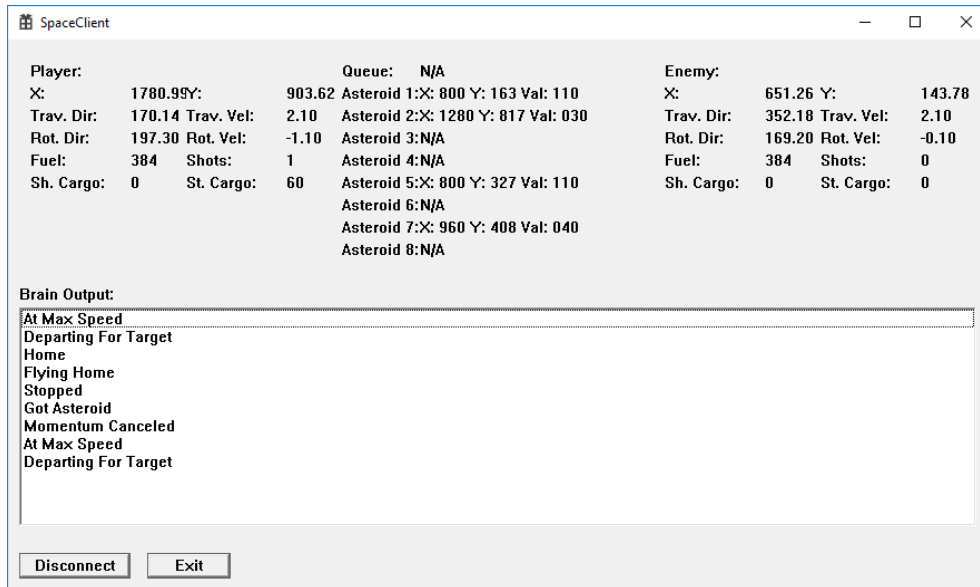 SpaceClient
Player: Queue: N/A Enemy:
X: 1780.99Y: 903.62 Asteroid 1:X: 800 Y: 163 Val: 110 X: 651.26 Y: 143.78
Trav. Dir: 170.14 Trav. Vel: 2.10 Asteroid 2:X: 1280 Y: 817 Val: 030 Trav. Dir: 352.18 Trav. Vel: 2.10
Rot. Dir: 197.30 Rot. Vel: -1.10 Asteroid 3:N/A Rot. Dir: 169.20 Rot. Vel: -0.10
Fuel: 384 Shots: 1 Asteroid 4:N/A Fuel: 384 Shots: 0
Sh. Cargo: 0 St. Cargo: 60 Asteroid 5:X: 800 Y: 327 Val: 110 Sh. Cargo: 0 St. Cargo: 0
Asteroid 6:N/A
Asteroid 7:X: 960 Y: 408 Val: 040
Asteroid 8:N/A
Brain Output:
At Max Speed
Departing For Target
Home
Flying Home
Stopped
Got Asteroid
Momentum Canceled
At Max Speed
Departing For Target
Disconnect Exit